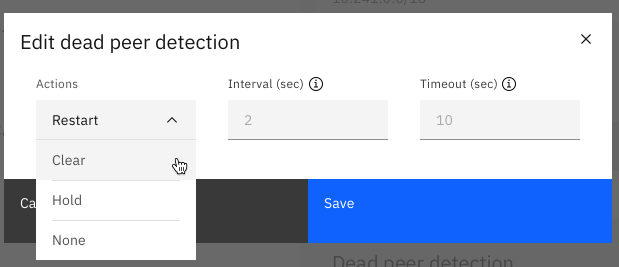 Edit dead peer detection
Actions
Interval (sec)
Timeout (sec)
Restart
2
10
Clear
Hold
None
Ca
Save
Dead peer detection